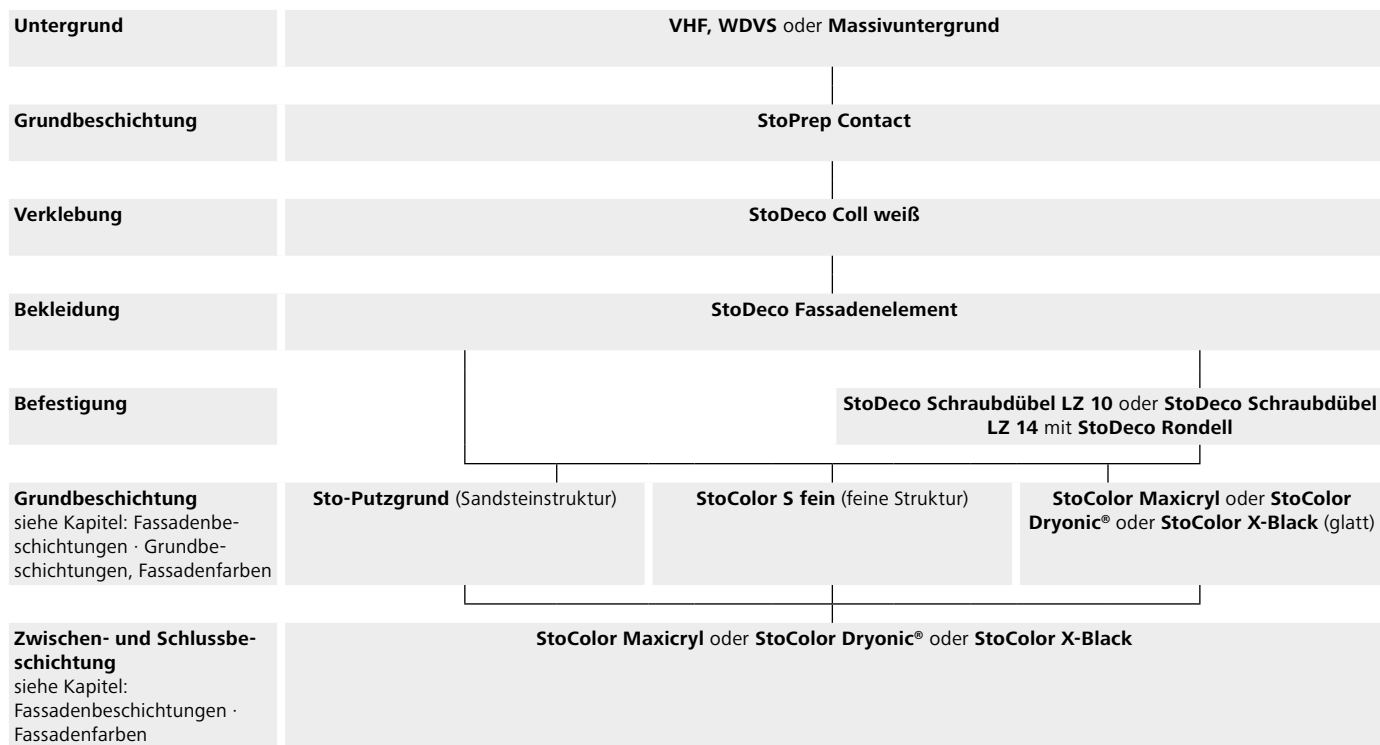 Untergrund
VHF, WDVS oder Massivuntergrund
Grundbeschichtung
StoPrep Contact
Verklebung
StoDeco Coll weiß
Bekleidung
StoDeco Fassadenelement
Befestigung
StoDeco Schraubdübel LZ 10 oder StoDeco Schraubdübel
LZ 14 mit StoDeco Rondell
Grundbeschichtung
siehe Kapitel: Fassadenbe-
schichtungen · Grundbe-
schichtungen, Fassadenfarben
Sto-Putzgrund (Sandsteinstruktur)
StoColor S fein (feine Struktur)
StoColor Maxicryl oder StoColor
Dryonic® oder StoColor X-Black (glatt)
Zwischen- und Schlussbe-
schichtung
siehe Kapitel:
Fassadenbeschichtungen ·
Fassadenfarben
StoColor Maxicryl oder StoColor Dryonic® oder StoColor X-Black